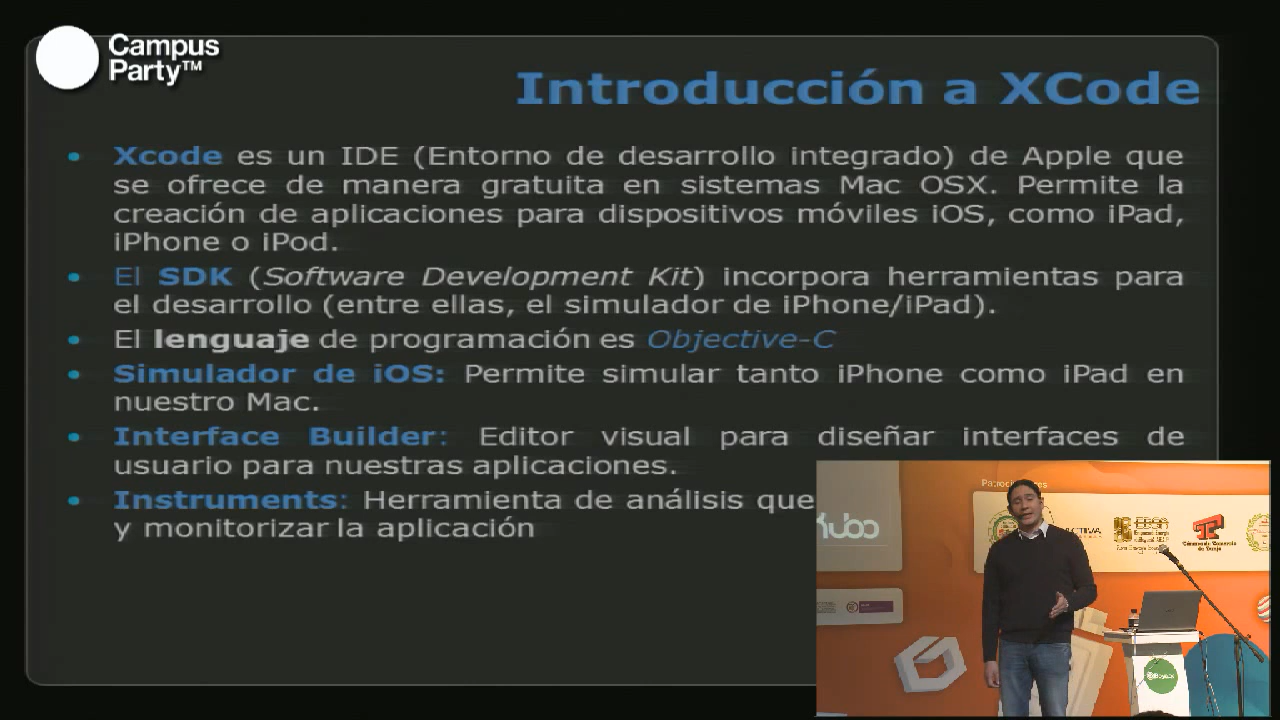 Campus
Party™
Introducción a XCode
• Xcode es un IDE (Entorno de desarrollo integrado) de Apple que
se ofrece de manera gratuita en sistemas Mac OSX. Permite la
creación de aplicaciones para dispositivos móviles iOS, como iPad,
iPhone o iPod.
• El SDK (Software Development Kit) incorpora herramientas para
el desarrollo (entre ellas, el simulador de iPhone/iPad).
• El lenguaje de programación es Objective-C
• Simulador de iOS: Permite simular tanto iPhone como iPad en
nuestro Mac.
• Interface Builder: Editor visual para diseñar interfaces de
usuario para nuestras aplicaciones.
• Instruments: Herramienta de análisis que
y monitorizar la aplicación
EBSA